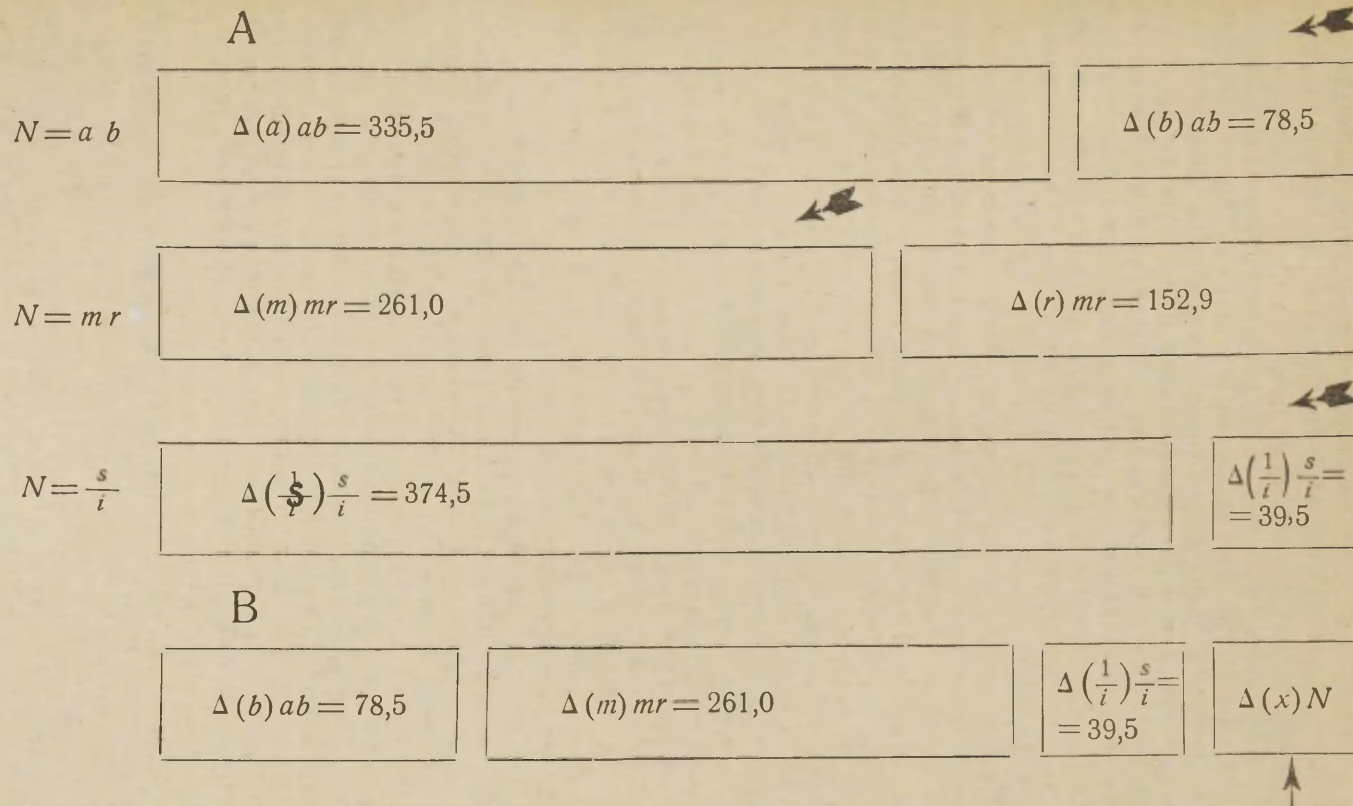 A
N = a b
Δ (a) ab = 335,5
Δ (b) ab = 78,5
N = m r
Δ (m) mr = 261,0
Δ (r) mr = 152,9
N = s/i
Δ (s) s/i = 374,5
Δ (1/i) s/i =
= 39,5
B
Δ (b) ab = 78,5
Δ (m) mr = 261,0
Δ (1/i) s/i =
= 39,5
Δ (x) N